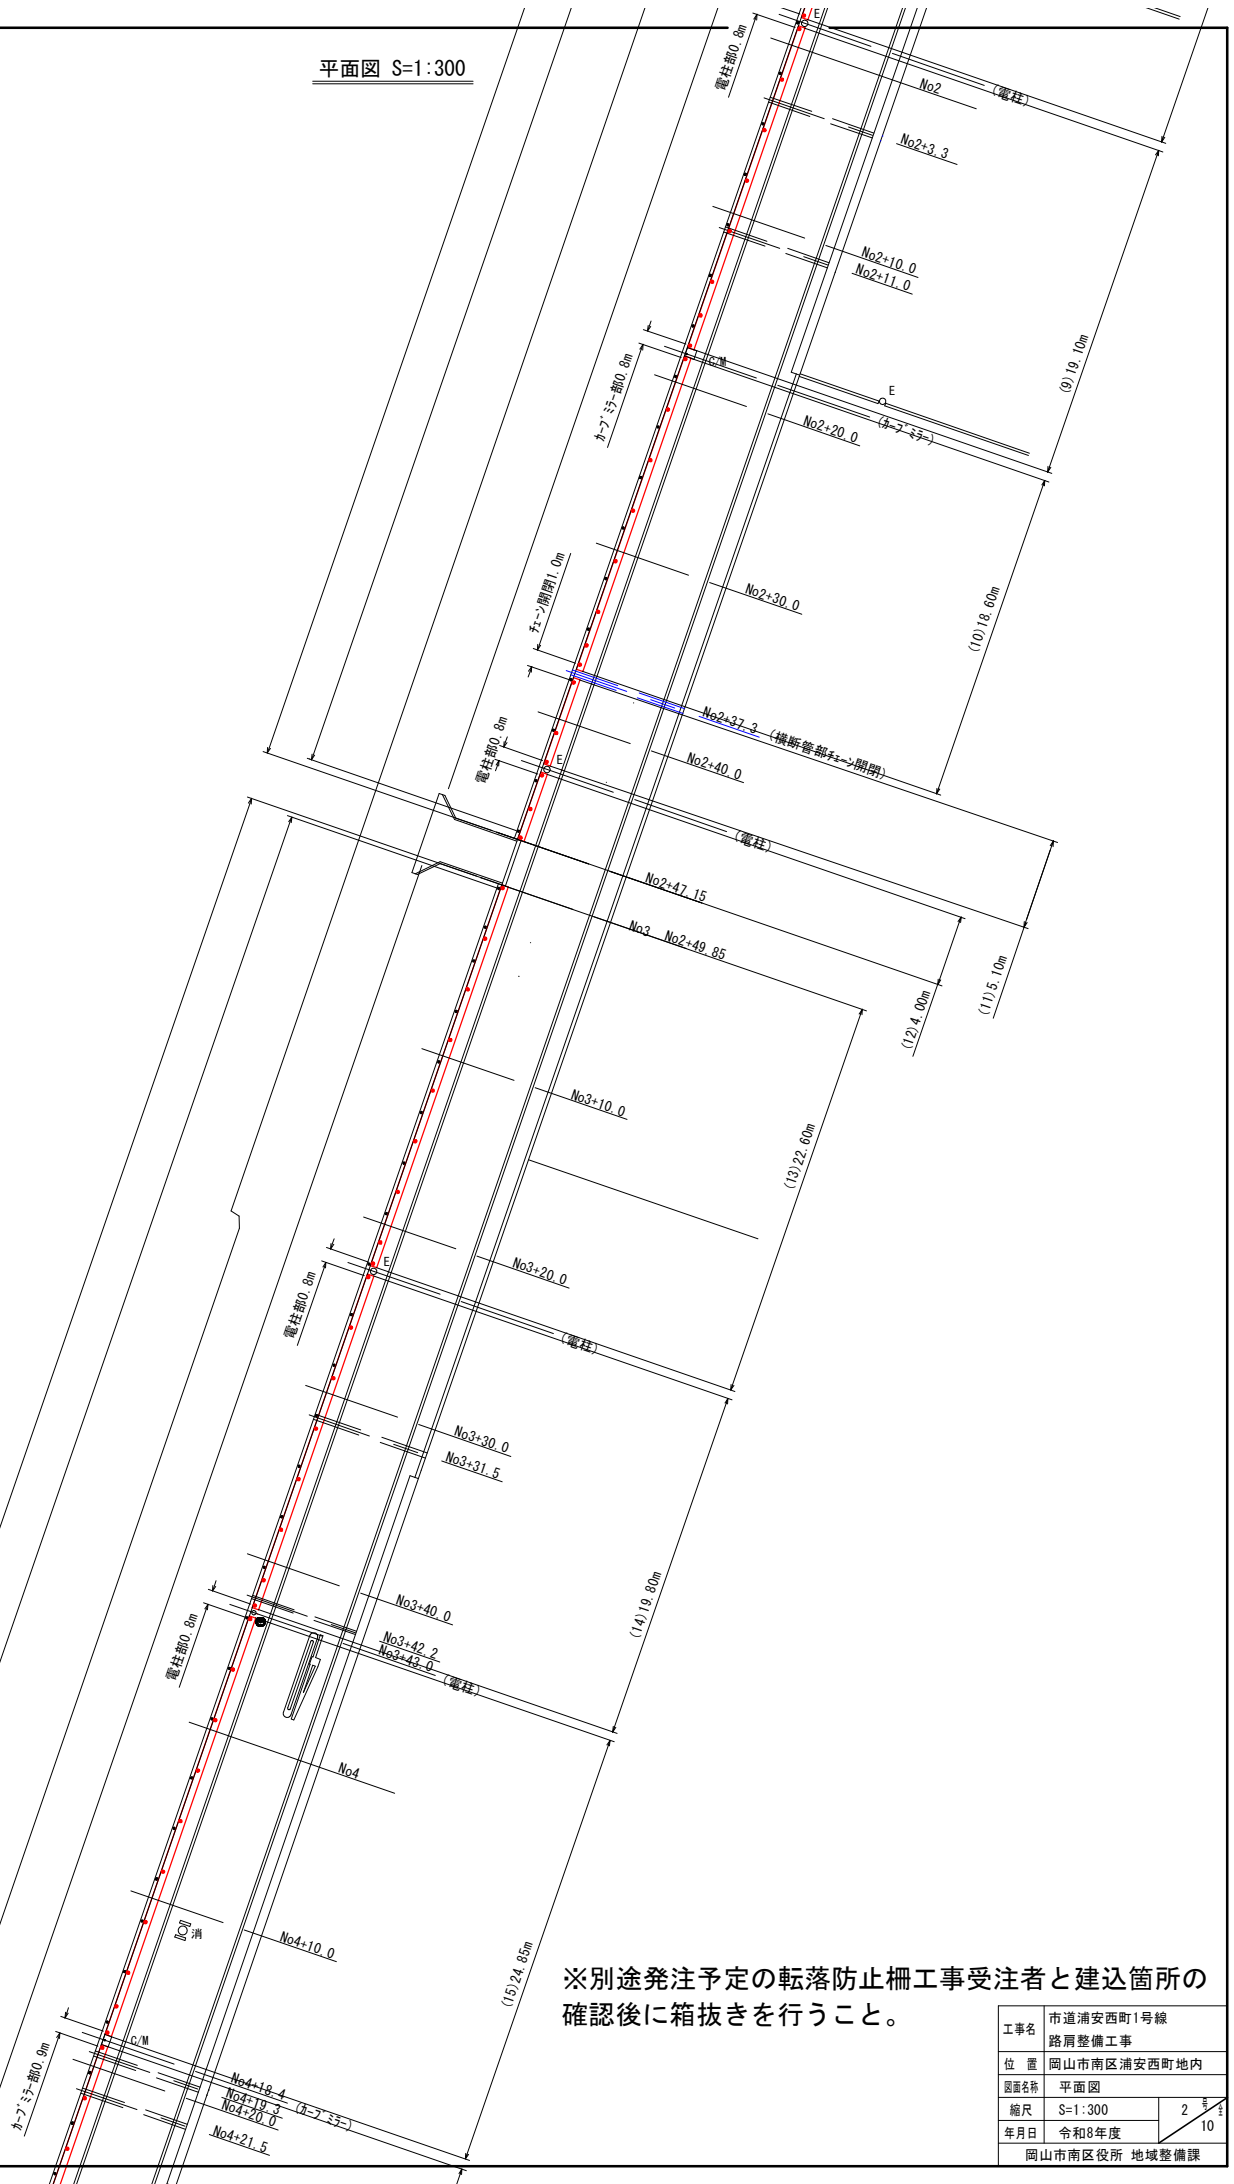 平面図 S=1:300
電柱部0.8m
E
No2
(電柱)
No2+3.3
No2+10.0
No2+11.0
(9)19.10m
カーブミラー部0.8m
C/M
E
No2+20.0
(カーブミラー)
No2+30.0
(10)18.60m
チェーン開閉1.0m
No2+37.3 (横断管部チェーン開閉)
電柱部0.8m
E
No2+40.0
(電柱)
No2+47.15
No3 No2+49.85
(11)5.10m
(12)4.00m
No3+10.0
(13)22.60m
No3+20.0
電柱部0.8m
E
(電柱)
No3+30.0
No3+31.5
No3+40.0
(14)19.80m
電柱部0.8m
No3+42.2
No3+43.0 (電柱)
No4
消
No4+10.0
(15)24.85m
C/M
カーブミラー部0.9m
No4+18.4 (カーブミラー)
No4+19.3
No4+20.0
No4+21.5
※別途発注予定の転落防止柵工事受注者と建込箇所の
確認後に箱抜きを行うこと。
工事名 市道浦安西町1号線
路肩整備工事
位 置 岡山市南区浦安西町地内
図面名称 平面図
縮尺 S=1:300 2
10
年月日 令和8年度
岡山市南区役所 地域整備課